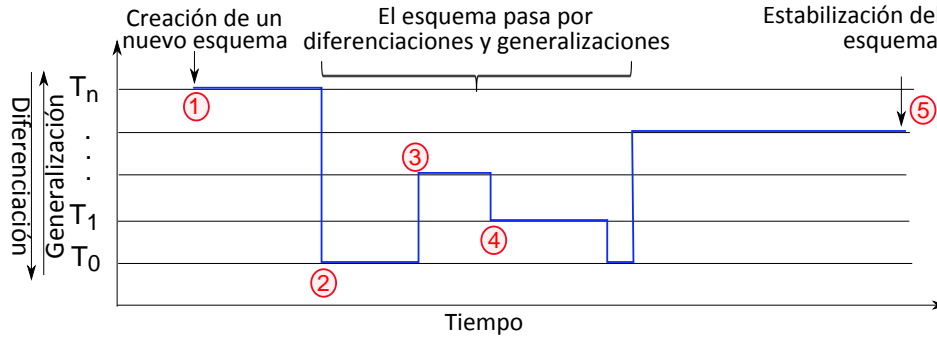 Creación de un
nuevo esquema
El esquema pasa por
diferenciaciones y generalizaciones
Estabilización del
esquema
Diferenciación
Generalización
Tn
.
.
.
T1
T0
1
2
3
4
5
Tiempo